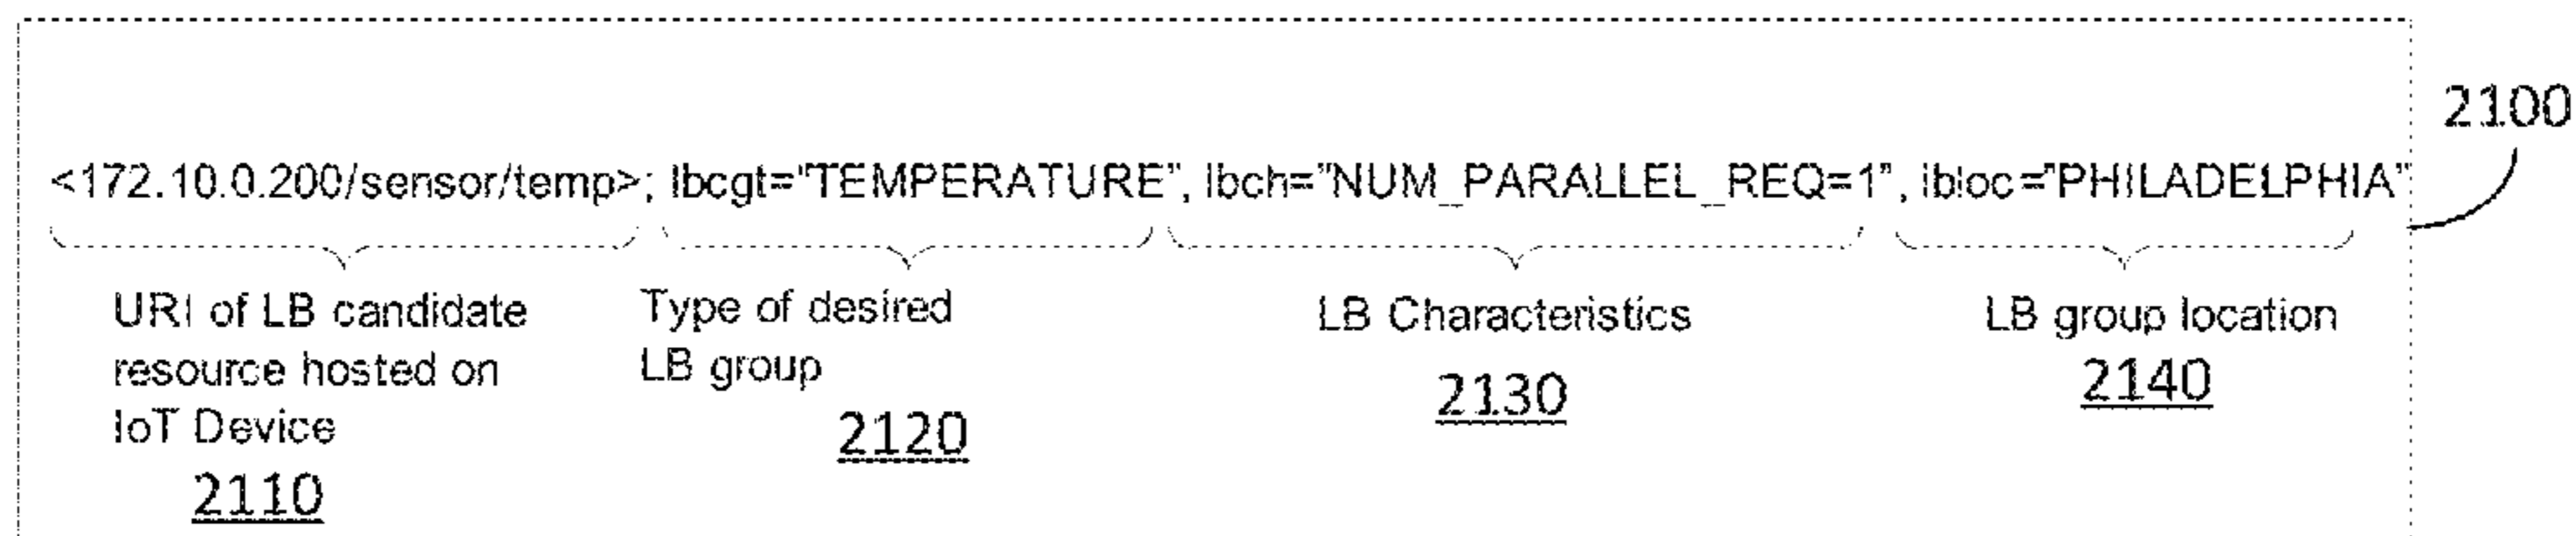 2100
<172.10.0.200/sensor/temp>; lbcgt="TEMPERATURE", lbch="NUM_PARALLEL_REQ=1", lbloc="PHILADELPHIA"
URI of LB candidate
resource hosted on
IoT Device
2110
Type of desired
LB group
2120
LB Characteristics
2130
LB group location
2140